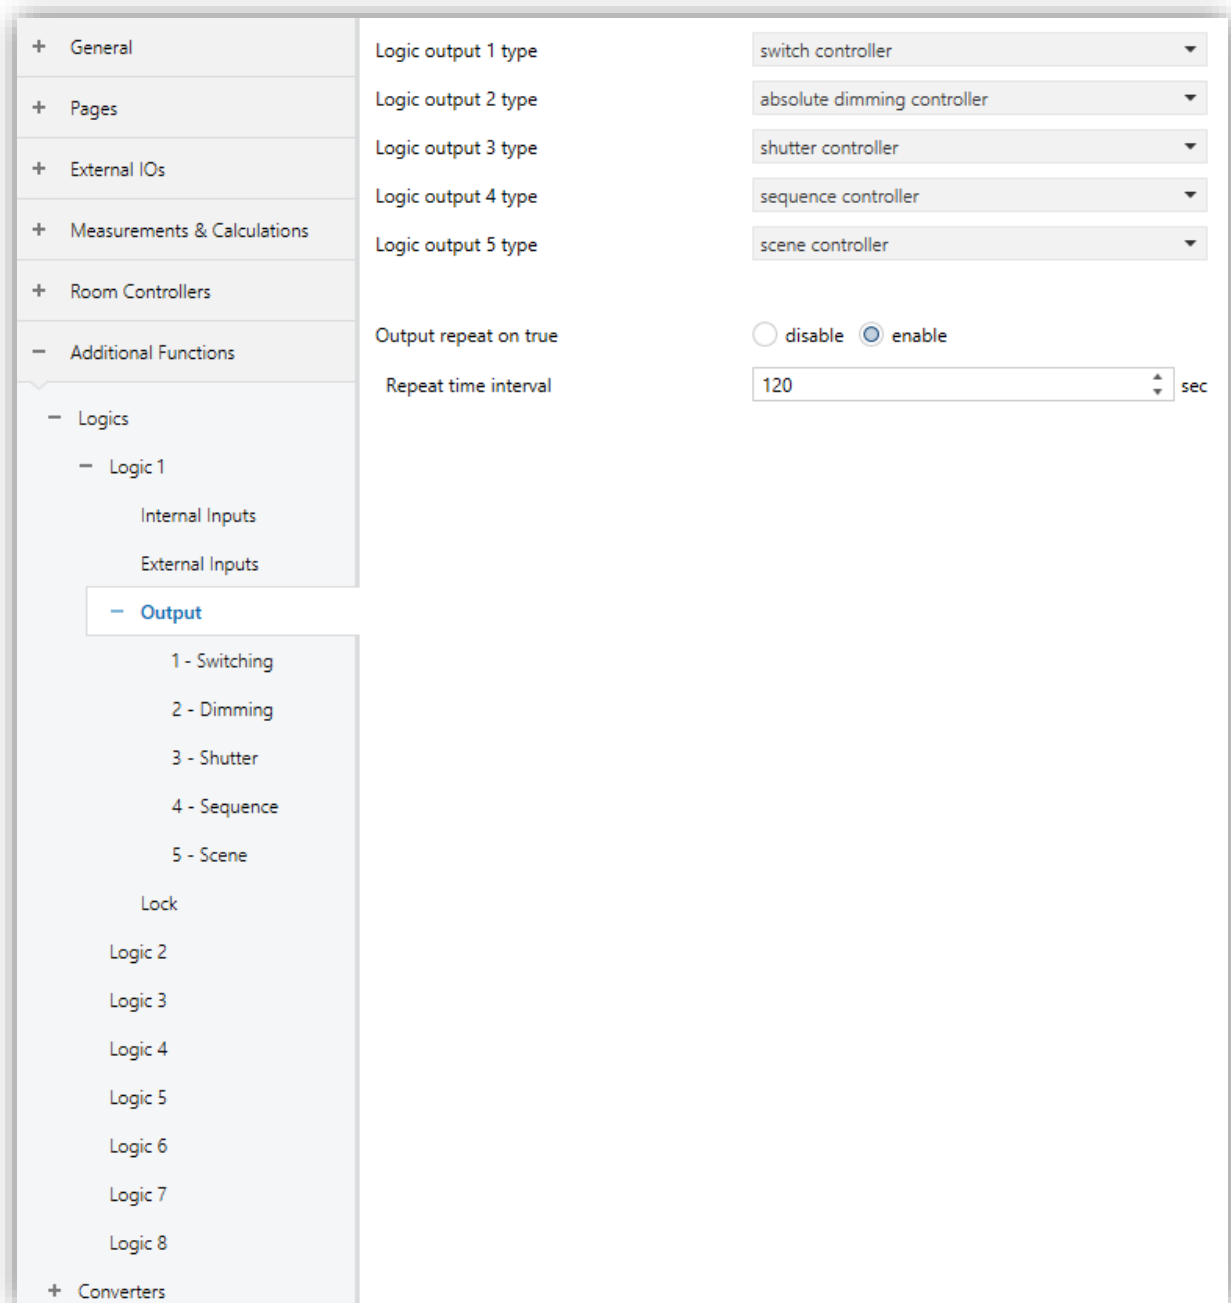 General
Pages
External IOs
Measurements & Calculations
Room Controllers
Additional Functions
Logics
Logic 1
Internal Inputs
External Inputs
Output
1 - Switching
2 - Dimming
3 - Shutter
4 - Sequence
5 - Scene
Lock
Logic 2
Logic 3
Logic 4
Logic 5
Logic 6
Logic 7
Logic 8
Converters
Logic output 1 type switch controller
Logic output 2 type absolute dimming controller
Logic output 3 type shutter controller
Logic output 4 type sequence controller
Logic output 5 type scene controller
Output repeat on true disable enable
Repeat time interval 120 sec